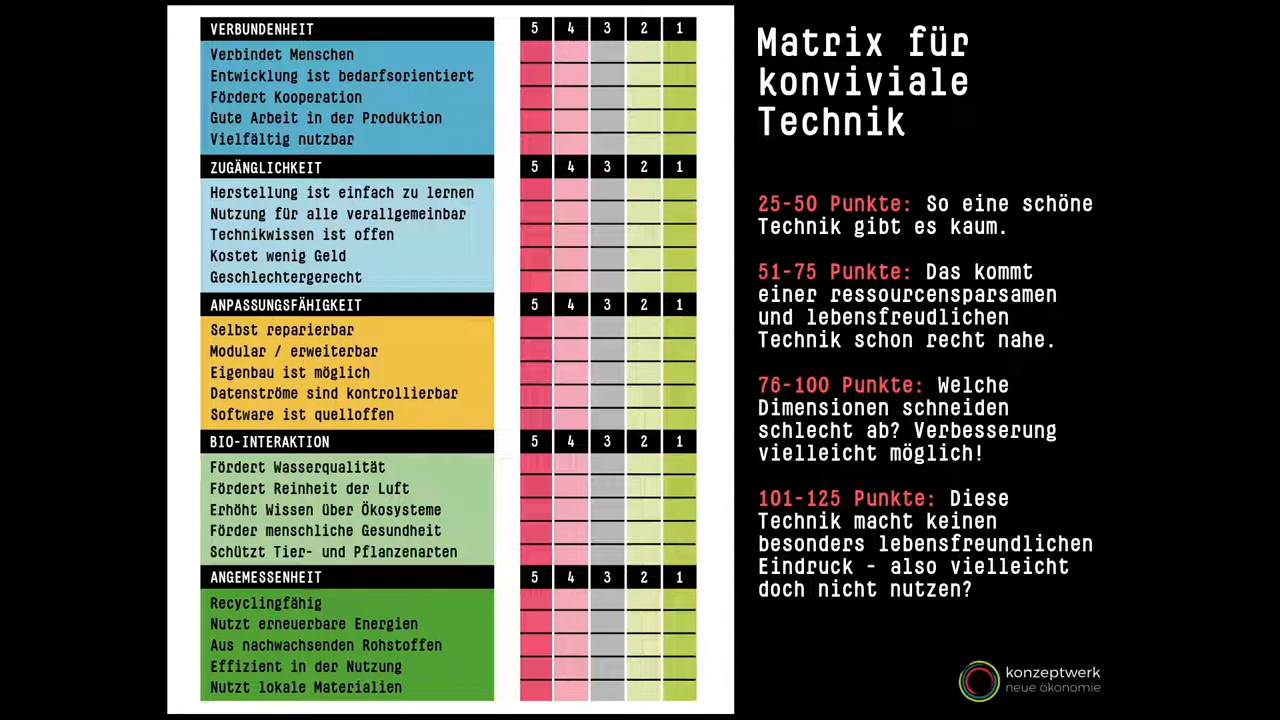 VERBUNDENHEIT 5 4 3 2 1
Verbindet Menschen
Entwicklung ist bedarfsorientiert
Fördert Kooperation
Gute Arbeit in der Produktion
Vielfältig nutzbar
ZUGÄNGLICHKEIT 5 4 3 2 1
Herstellung ist einfach zu lernen
Nutzung für alle verallgemeinbar
Technikwissen ist offen
Kostet wenig Geld
Geschlechtergerecht
ANPASSUNGSFÄHIGKEIT 5 4 3 2 1
Selbst reparierbar
Modular / erweiterbar
Eigenbau ist möglich
Datenströme sind kontrollierbar
Software ist quelloffen
BIO-INTERAKTION 5 4 3 2 1
Fördert Wasserqualität
Fördert Reinheit der Luft
Erhöht Wissen über Ökosysteme
Förder menschliche Gesundheit
Schützt Tier- und Pflanzenarten
ANGEMESSENHEIT 5 4 3 2 1
Recyclingfähig
Nutzt erneuerbare Energien
Aus nachwachsenden Rohstoffen
Effizient in der Nutzung
Nutzt lokale Materialien
Matrix für
konviviale
Technik
25-50 Punkte: So eine schöne
Technik gibt es kaum.
51-75 Punkte: Das kommt
einer ressourcensparsamen
und lebensfreudlichen
Technik schon recht nahe.
76-100 Punkte: Welche
Dimensionen schneiden
schlecht ab? Verbesserung
vielleicht möglich!
101-125 Punkte: Diese
Technik macht keinen
besonders lebensfreundlichen
Eindruck - also vielleicht
doch nicht nutzen?
konzeptwerk
neue ökonomie